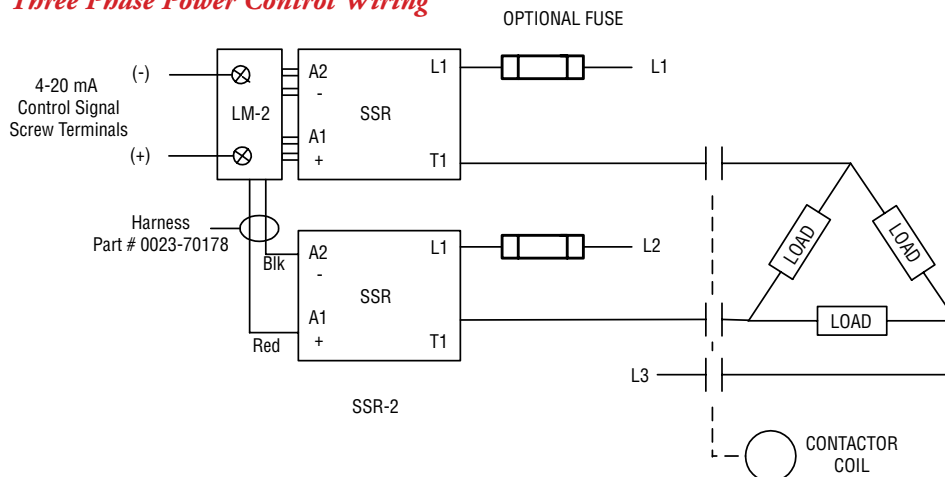 Three Phase Power Control Wiring
OPTIONAL FUSE
4-20 mA
Control Signal
Screw Terminals
(-)
(+)
LM-2
A2
-
A1
+
SSR
L1
T1
L1
Harness
Part # 0023-70178
Blk
Red
A2
-
A1
+
SSR
L1
T1
L2
SSR-2
LOAD
LOAD
LOAD
L3
CONTACTOR
COIL